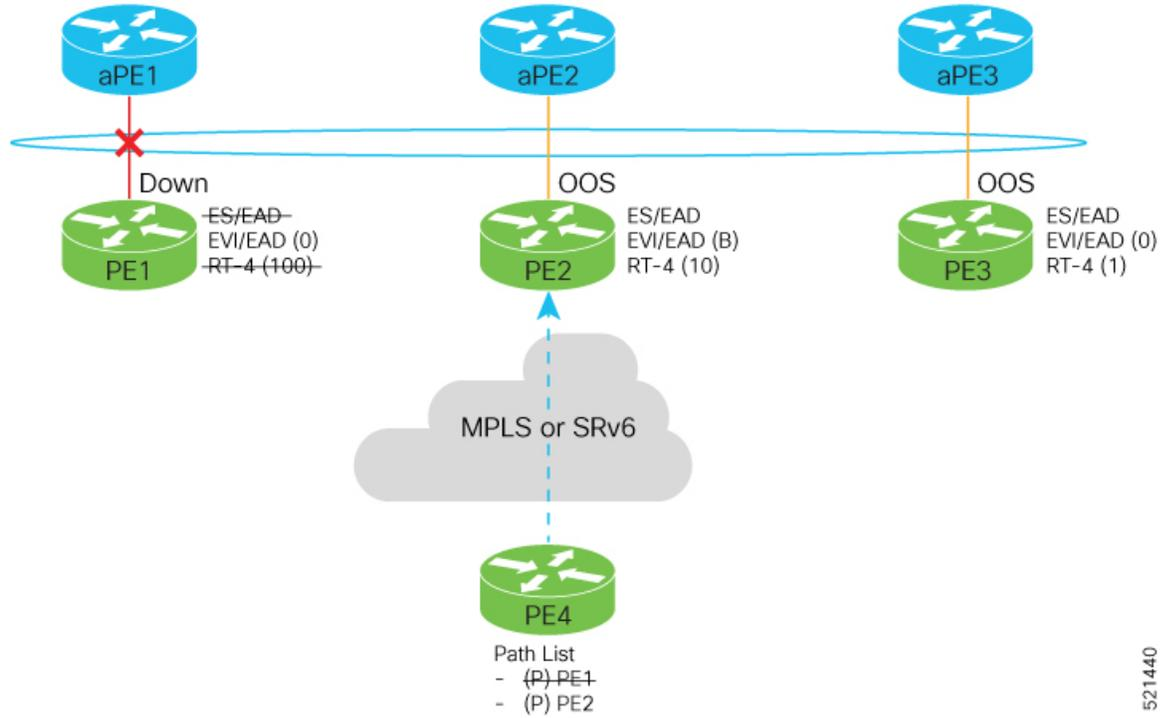 aPE1
aPE2
aPE3
Down
OOS
OOS
ES/EAD
EVI/EAD (0)
RT-4 (100)
PE1
ES/EAD
EVI/EAD (B)
RT-4 (10)
PE2
ES/EAD
EVI/EAD (0)
RT-4 (1)
PE3
MPLS or SRv6
PE4
Path List
- (P) PE1
- (P) PE2
521440